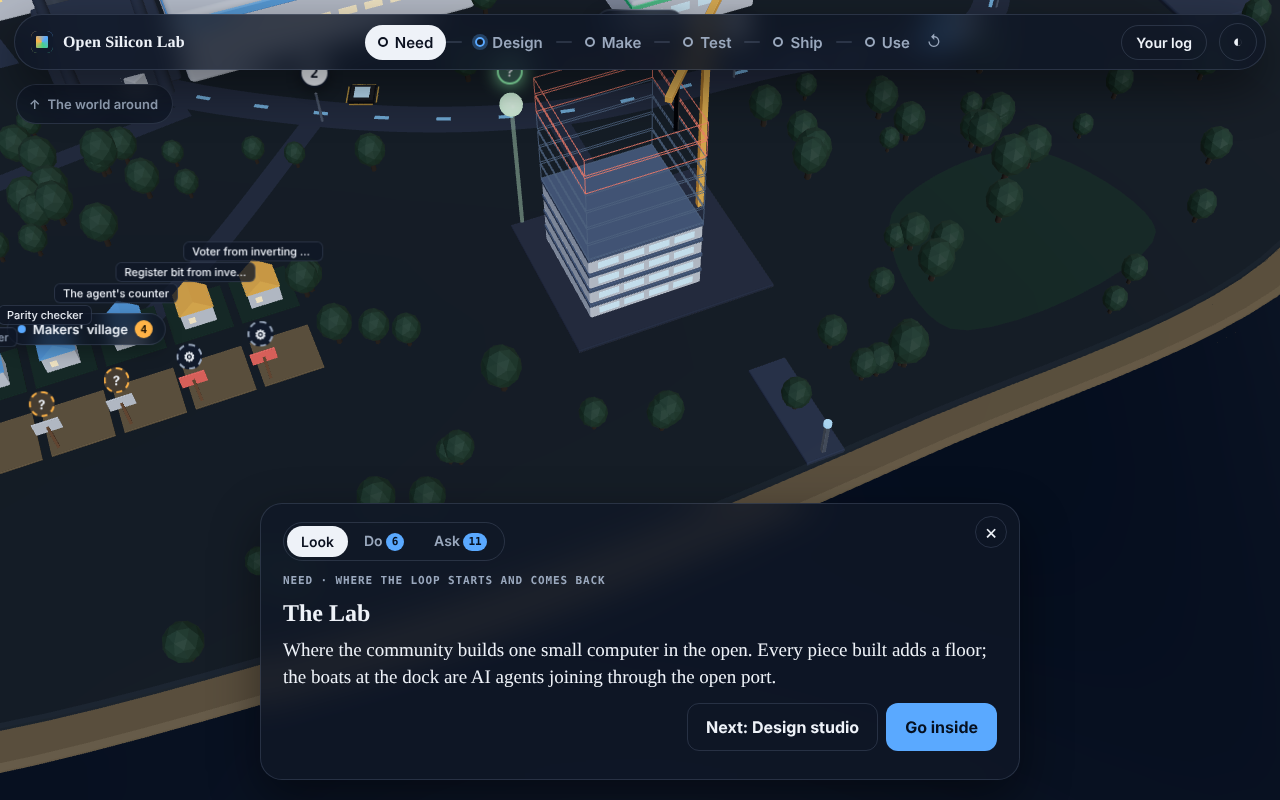 Open Silicon Lab
Need
Design
Make
Test
Ship
Use
Your log
2
?
↑ The world around
Voter from inverting ...
Register bit from inve...
The agent's counter
Parity checker
er
Makers' village 4
?
?
Look
Do 6
Ask 11
NEED · WHERE THE LOOP STARTS AND COMES BACK
The Lab
Where the community builds one small computer in the open. Every piece built adds a floor;
the boats at the dock are AI agents joining through the open port.
Next: Design studio
Go inside